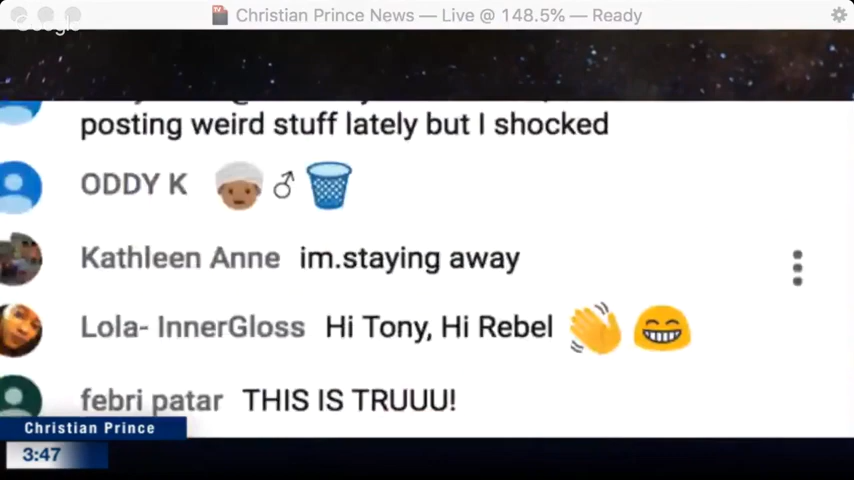 Christian Prince News — Live @ 148.5% — Ready
Google
posting weird stuff lately but I shocked
ODDY K
Kathleen Anne im.staying away
Lola- InnerGloss Hi Tony, Hi Rebel
febri patar THIS IS TRUUU!
Christian Prince
3:47